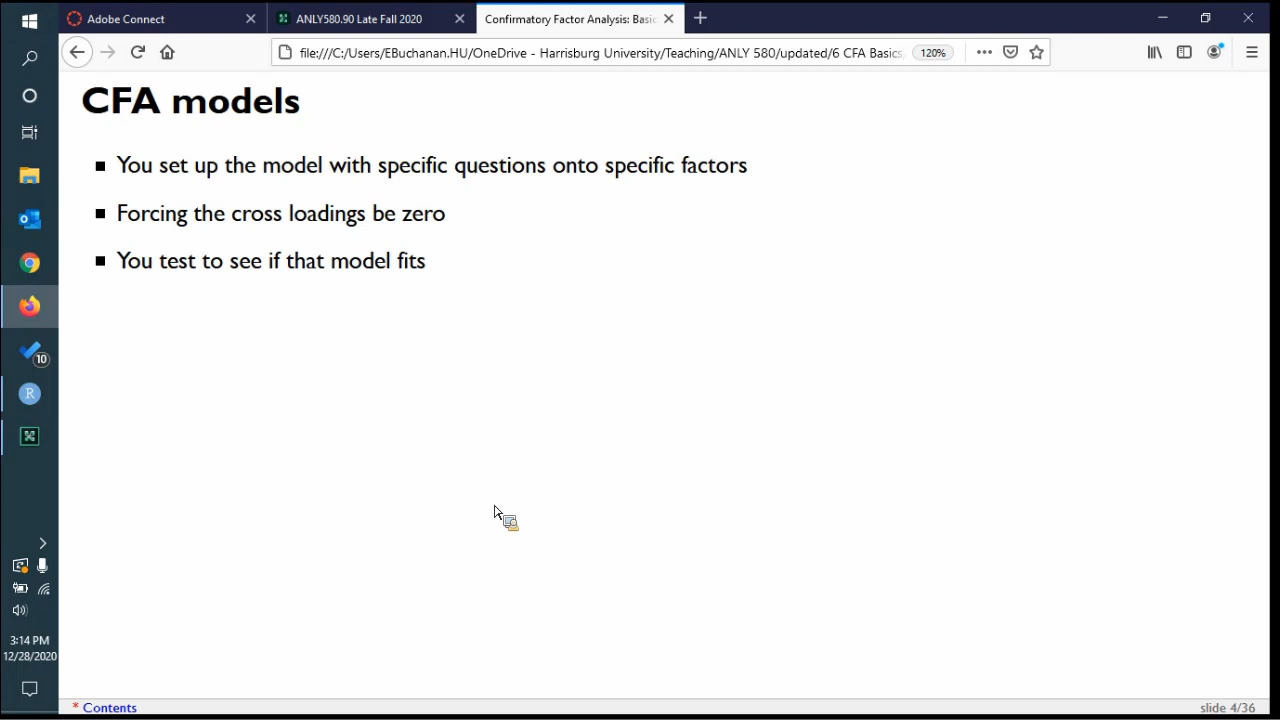 Adobe Connect
ANLY580.90 Late Fall 2020
Confirmatory Factor Analysis: Basic
file:///C:/Users/EBuchanan.HU/OneDrive - Harrisburg University/Teaching/ANLY 580/updated/6 CFA Basics,
120%
CFA models
You set up the model with specific questions onto specific factors
Forcing the cross loadings be zero
You test to see if that model fits
10
R
3:14 PM
12/28/2020
* Contents
slide 4/36